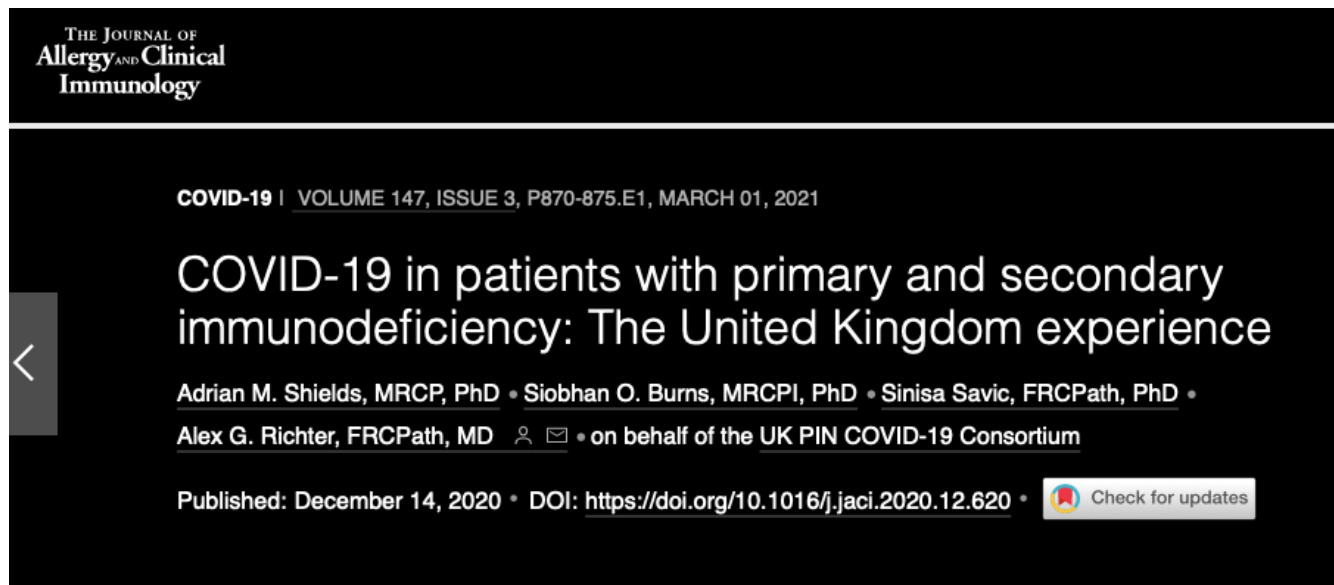 THE JOURNAL OF
Allergy AND Clinical
Immunology
COVID-19 | VOLUME 147, ISSUE 3, P870-875.E1, MARCH 01, 2021
COVID-19 in patients with primary and secondary
immunodeficiency: The United Kingdom experience
Adrian M. Shields, MRCP, PhD • Siobhan O. Burns, MRCPI, PhD • Sinisa Savic, FRCPath, PhD •
Alex G. Richter, FRCPath, MD • on behalf of the UK PIN COVID-19 Consortium
Published: December 14, 2020 • DOI: https://doi.org/10.1016/j.jaci.2020.12.620 • Check for updates